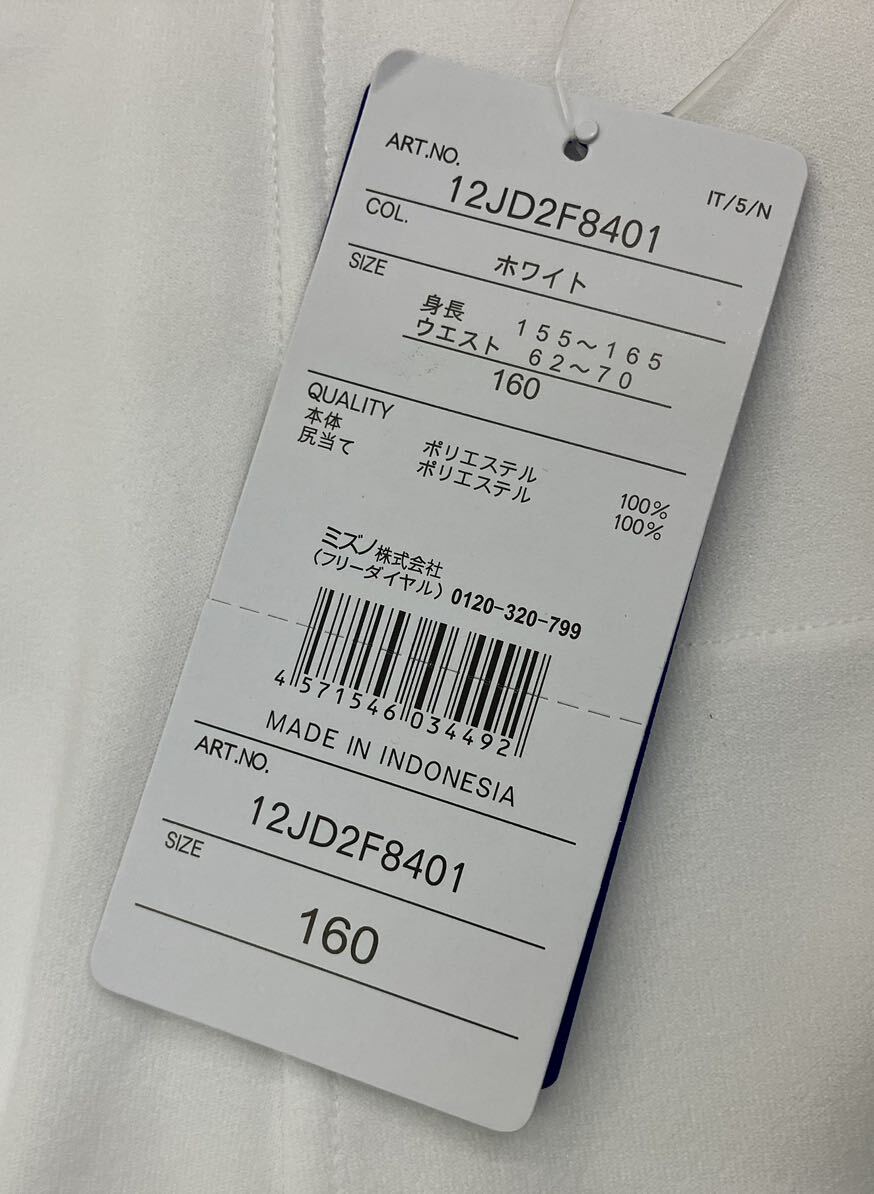 ART.NO.
IT/5/N
12JD2F8401
COL.
ホワイト
SIZE
身長 155～165
ウエスト 62～70
160
QUALITY
本体 ポリエステル 100%
尻当て ポリエステル 100%
ミズノ株式会社
(フリーダイヤル) 0120-320-799
4 571546 034492
MADE IN INDONESIA
ART.NO.
12JD2F8401
SIZE
160